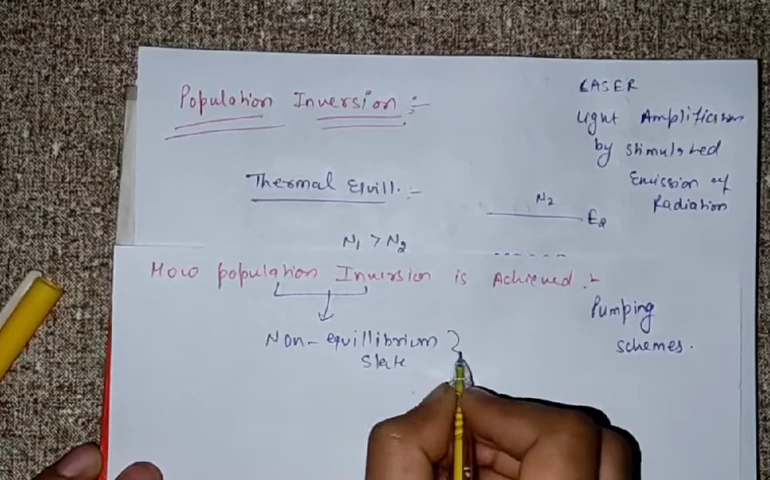 Population Inversion :-
LASER
Light Amplification
by Stimulated
Emission of
Radiation
Thermal Equill. :-
N2
E2
N1 > N2
How population Inversion is Achieved :-
Pumping
schemes.
Non-equillibrium
State